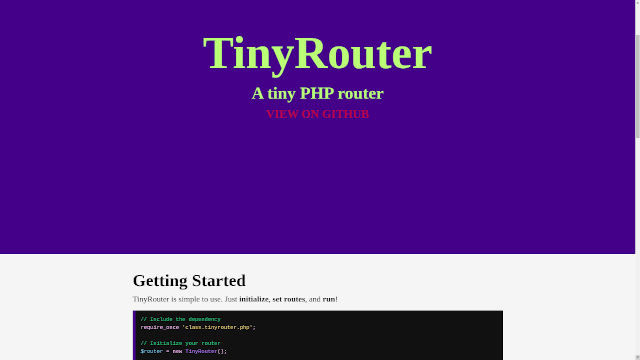 TinyRouter
A tiny PHP router
VIEW ON GITHUB
Getting Started
TinyRouter is simple to use. Just initialize, set routes, and run!
// Include the dependency
require_once 'class.tinyrouter.php';
// Initialize your router
$router = new TinyRouter();